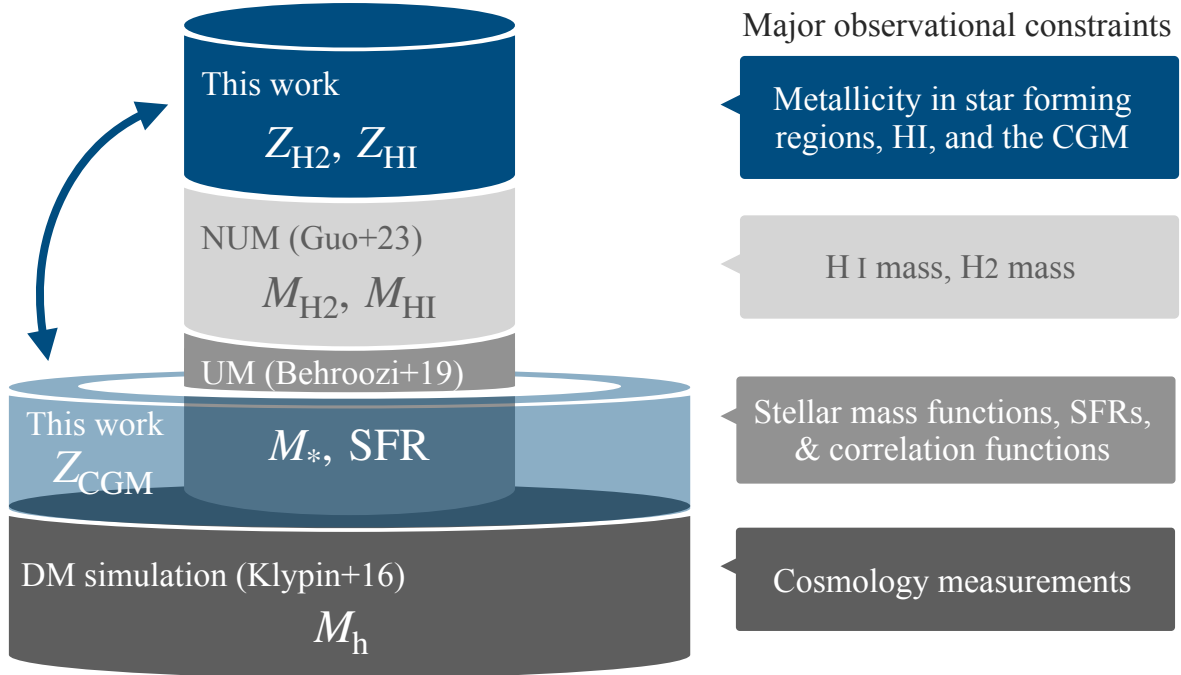 Major observational constraints
This work
Z_H2, Z_HI
Metallicity in star forming
regions, HI, and the CGM
NUM (Guo+23)
M_H2, M_HI
H I mass, H2 mass
UM (Behroozi+19)
M_*, SFR
Stellar mass functions, SFRs,
& correlation functions
This work
Z_CGM
DM simulation (Klypin+16)
M_h
Cosmology measurements